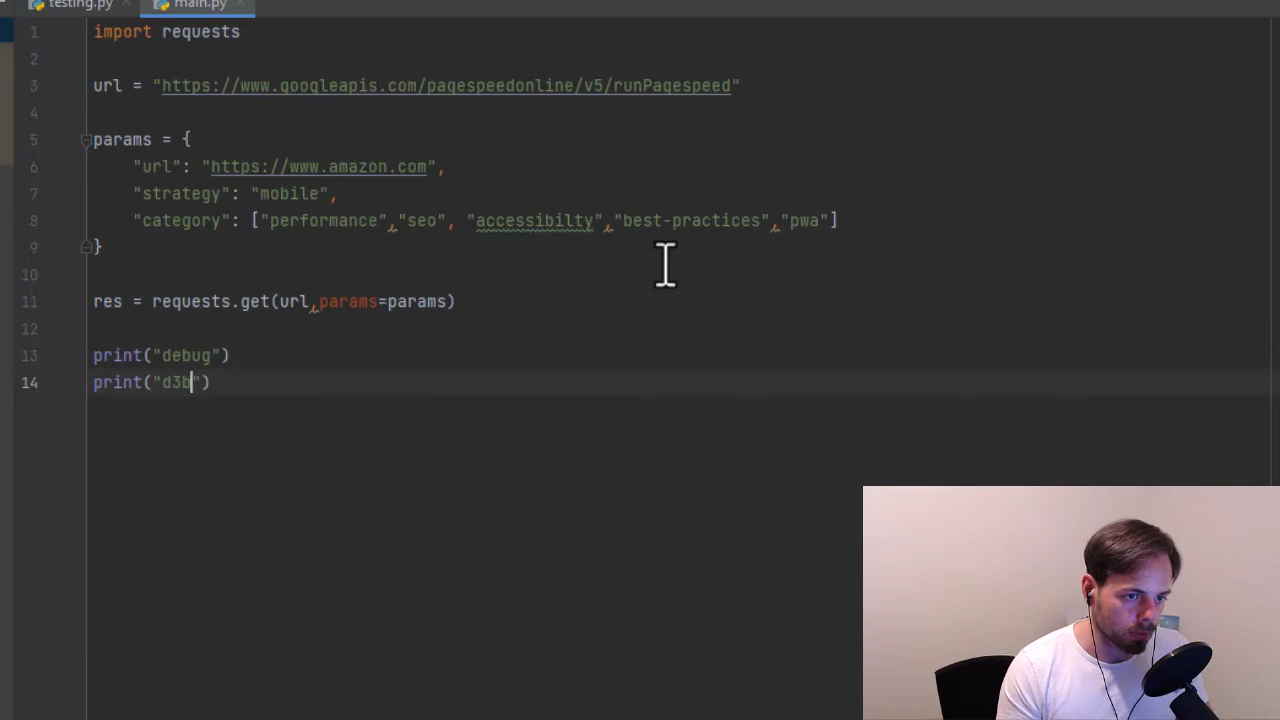 testing.py main.py
1 import requests
2
3 url = "https://www.googleapis.com/pagespeedonline/v5/runPagespeed"
4
5 params = {
6 "url": "https://www.amazon.com",
7 "strategy": "mobile",
8 "category": ["performance","seo", "accessibilty","best-practices","pwa"]
9 }
10
11 res = requests.get(url,params=params)
12
13 print("debug")
14 print("d3b")